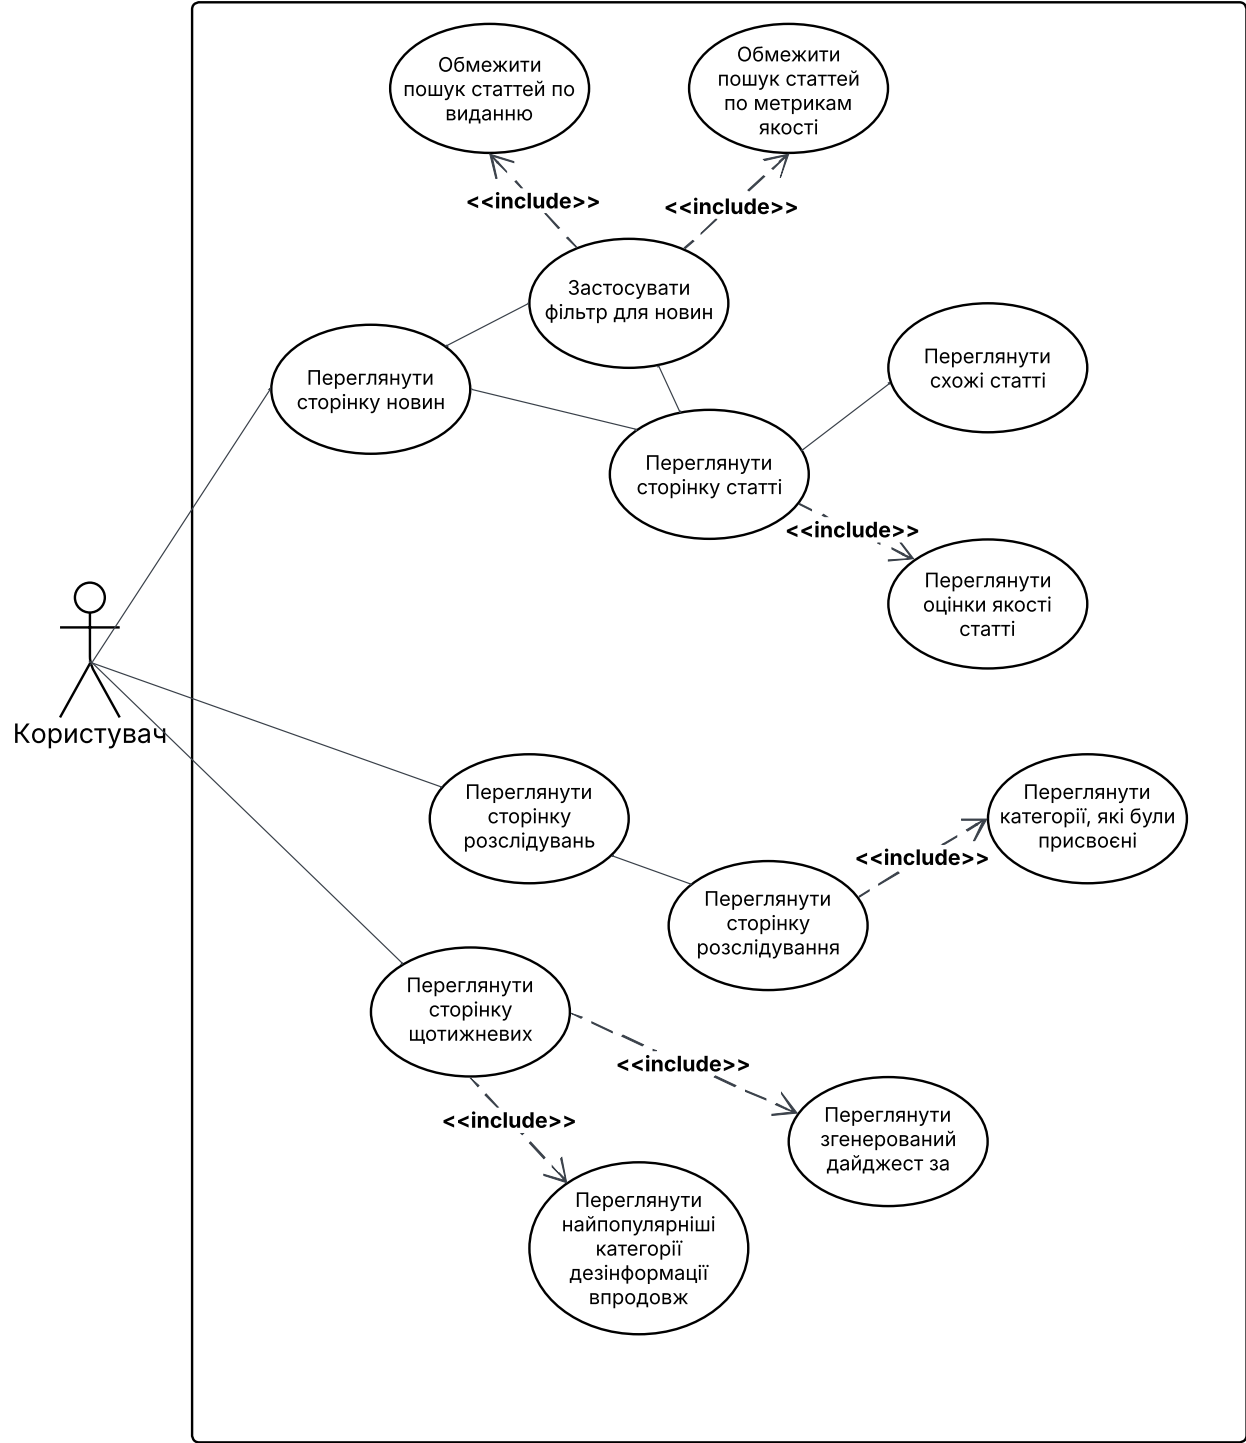 Обмежити
пошук статтей по
виданню
Обмежити
пошук статтей
по метрикам
якості
<<include>>
<<include>>
Застосувати
фільтр для новин
Переглянути
сторінку новин
Переглянути
схожі статті
Переглянути
сторінку статті
<<include>>
Переглянути
оцінки якості
статті
Користувач
Переглянути
сторінку
розслідувань
Переглянути
категорії, які були
присвоєні
<<include>>
Переглянути
сторінку
розслідування
Переглянути
сторінку
щотижневих
<<include>>
<<include>>
Переглянути
згенерований
дайджест за
Переглянути
найпопулярніші
категорії
дезінформації
впродовж